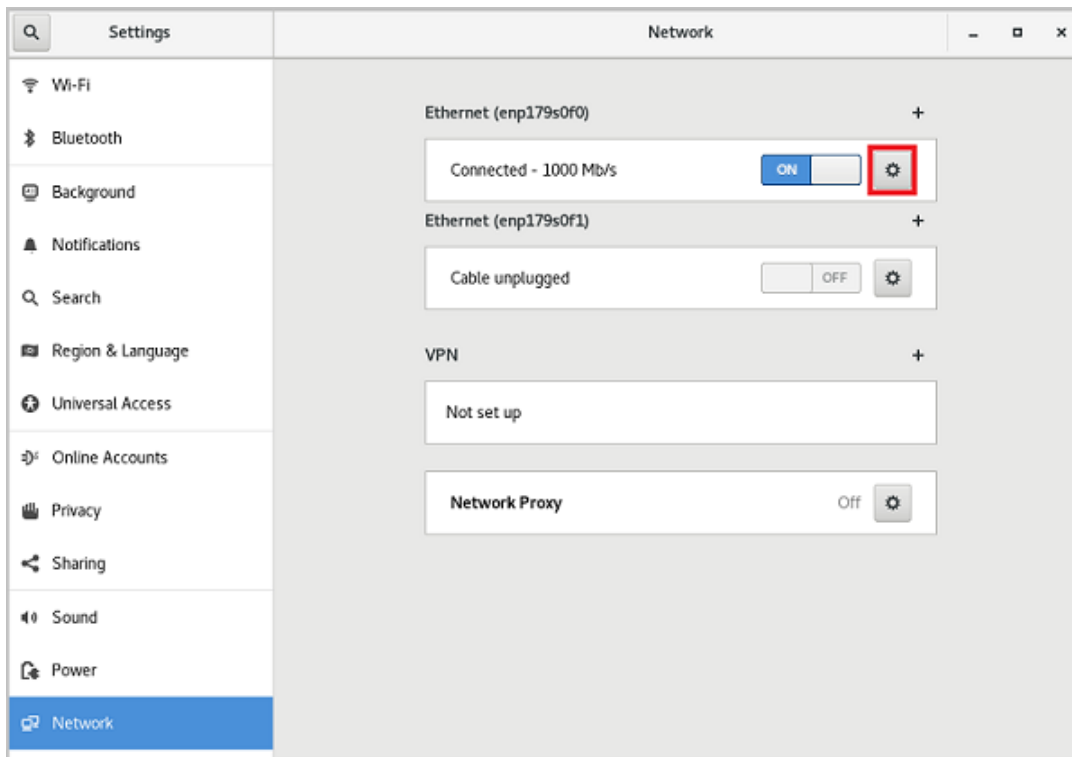 Settings
Network
Wi-Fi
Bluetooth
Background
Notifications
Search
Region & Language
Universal Access
Online Accounts
Privacy
Sharing
Sound
Power
Network
Ethernet (enp179s0f0)
Connected - 1000 Mb/s
ON
Ethernet (enp179s0f1)
Cable unplugged
OFF
VPN
Not set up
Network Proxy
Off